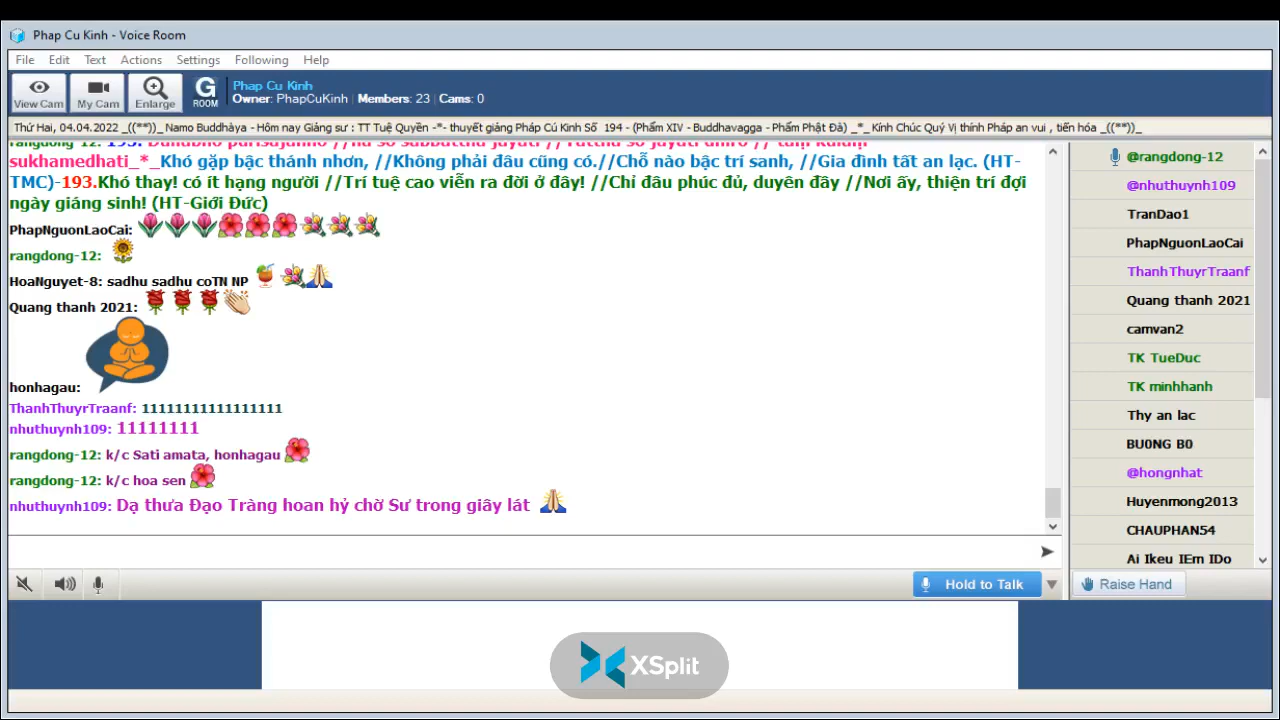 Phap Cu Kinh - Voice Room
File Edit Text Actions Settings Following Help
View Cam My Cam Enlarge G ROOM
Phap Cu Kinh
Owner: PhapCuKinh | Members: 23 | Cams: 0
Thứ Hai, 04.04.2022 _((**))_ Namo Buddhàya - Hôm nay Giảng sư : TT Tuệ Quyền -*- thuyết giảng Pháp Cú Kinh Số 194 - (Phẩm XIV - Buddhavagga - Phẩm Phật Đà) _*_ Kính Chúc Quý Vị thính Pháp an vui , tiến hóa _((**))_
sukhamedhati_*_Khó gặp bậc thánh nhơn, //Không phải đâu cũng có.//Chỗ nào bậc trí sanh, //Gia đình tất an lạc. (HT-
TMC)-193.Khó thay! có ít hạng người //Trí tuệ cao viễn ra đời ở đây! //Chỉ đâu phúc đủ, duyên đầy //Nơi ấy, thiện trí đợi
ngày giáng sinh! (HT-Giới Đức)
PhapNguonLaoCai:
rangdong-12:
HoaNguyet-8: sadhu sadhu coTN NP
Quang thanh 2021:
honhagau:
ThanhThuyrTraanf: 11111111111111111
nhuthuynh109: 11111111
rangdong-12: k/c Sati amata, honhagau
rangdong-12: k/c hoa sen
nhuthuynh109: Dạ thưa Đạo Tràng hoan hỷ chờ Sư trong giây lát
@rangdong-12
@nhuthuynh109
TranDao1
PhapNguonLaoCai
ThanhThuyrTraanf
Quang thanh 2021
camvan2
TK TueDuc
TK minhhanh
Thy an lac
BU0NG B0
@hongnhat
Huyenmong2013
CHAUPHAN54
Ai Ikeu IEm IDo
Hold to Talk
Raise Hand
XSplit